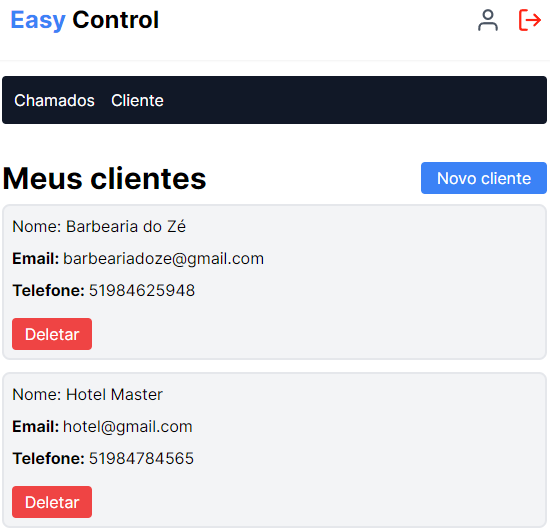 Easy Control
Chamados Cliente
Meus clientes
Novo cliente
Nome: Barbearia do Zé
Email: barbeariadoze@gmail.com
Telefone: 51984625948
Deletar
Nome: Hotel Master
Email: hotel@gmail.com
Telefone: 51984784565
Deletar